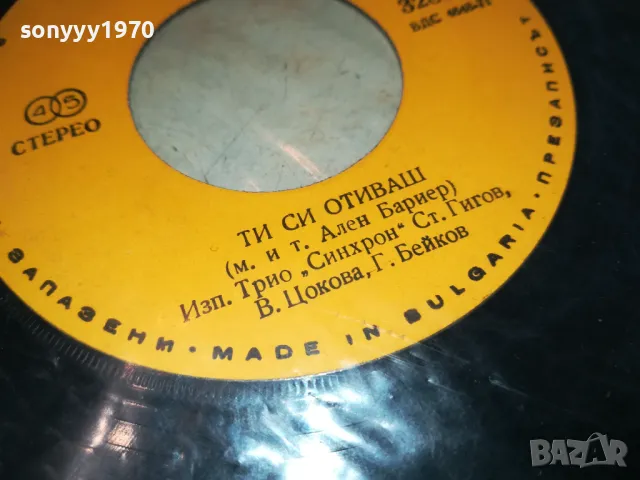 sonyyy1970
45
СТЕРЕО
ТИ СИ ОТИВАШ
(м. и т. Ален Бариер)
Изп. Трио „Синхрон" Ст. Гигов,
В. Цокова, Г. Бейков
ЗАПАЗЕНИ · MADE IN BULGARIA · ПРЕЗАПИСЪТ
BAZAR